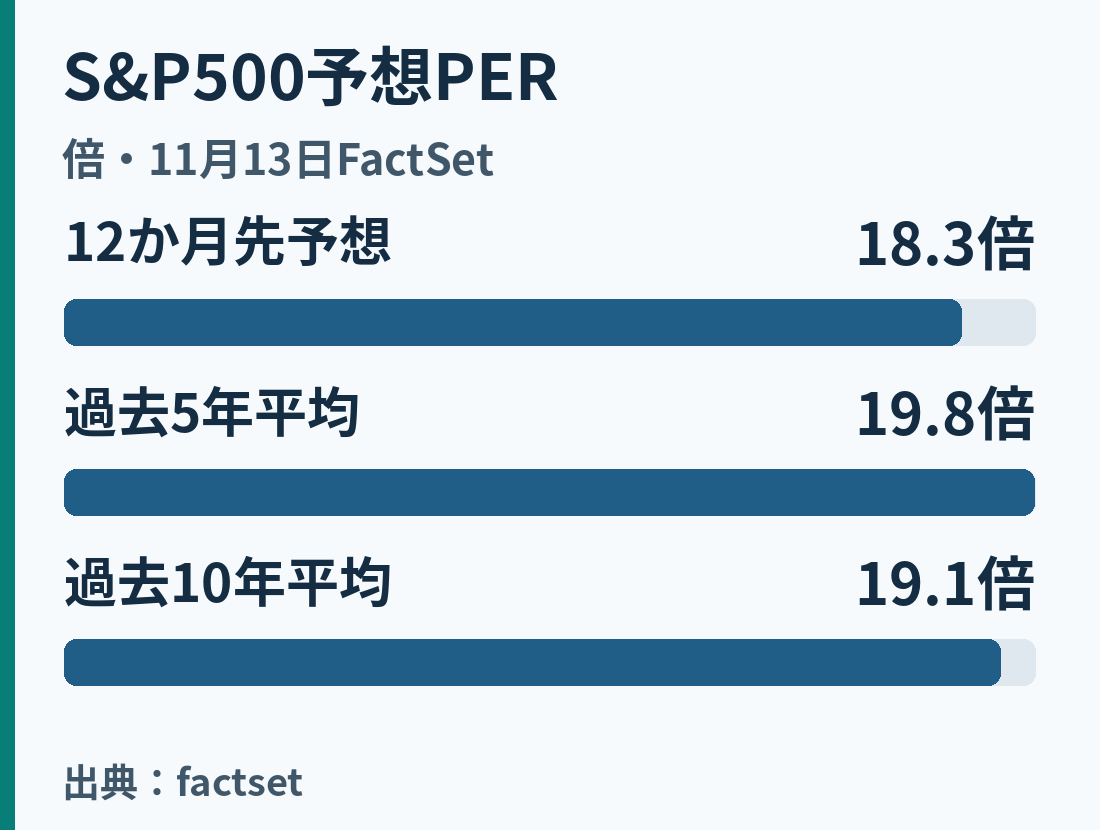 S&P500予想PER
倍・11月13日FactSet
12か月先予想 18.3倍
過去5年平均 19.8倍
過去10年平均 19.1倍
出典：factset